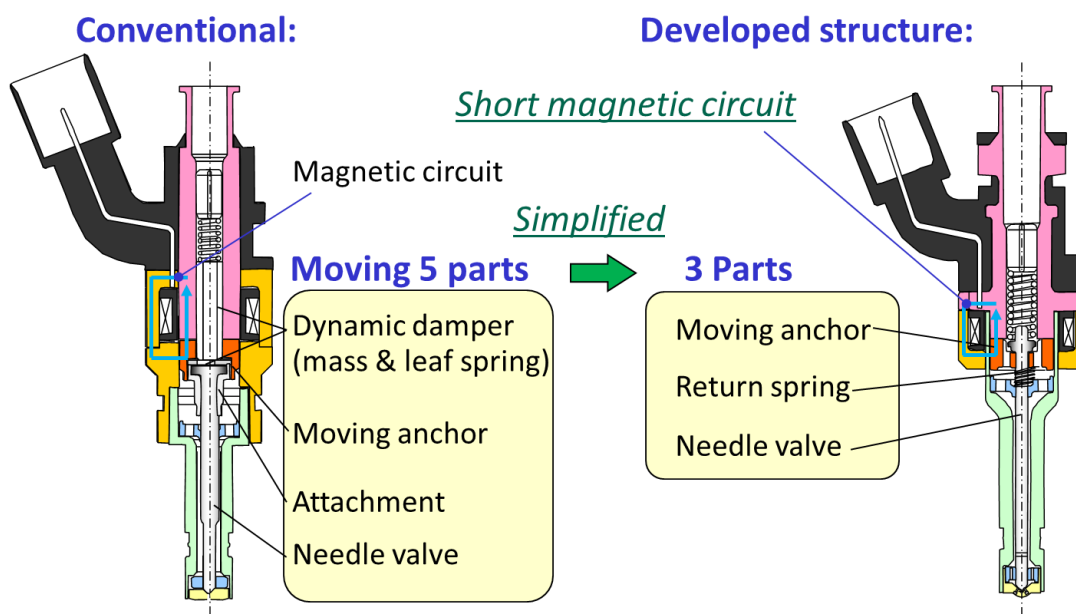 Conventional:
Developed structure:
Short magnetic circuit
Magnetic circuit
Simplified
Moving 5 parts
3 Parts
Dynamic damper
(mass & leaf spring)
Moving anchor
Attachment
Needle valve
Moving anchor
Return spring
Needle valve